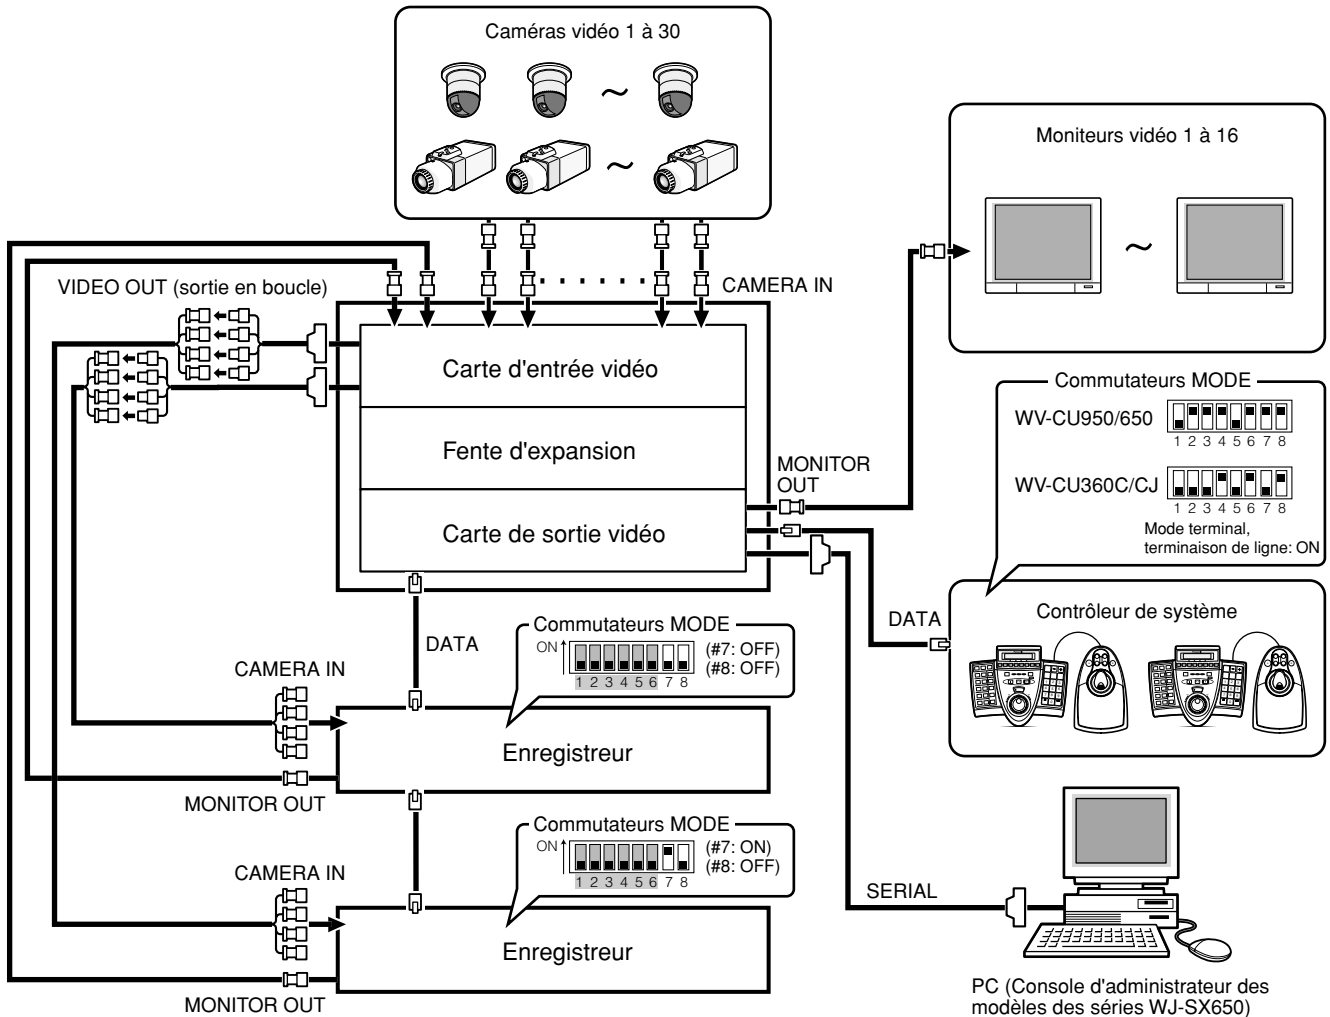 Caméras vidéo 1 à 30
Moniteurs vidéo 1 à 16
VIDEO OUT (sortie en boucle)
CAMERA IN
Carte d'entrée vidéo
Fente d'expansion
Carte de sortie vidéo
MONITOR
OUT
Commutateurs MODE
WV-CU950/650
1 2 3 4 5 6 7 8
WV-CU360C/CJ
1 2 3 4 5 6 7 8
Mode terminal,
terminaison de ligne: ON
DATA
Contrôleur de système
DATA
Commutateurs MODE
ON
(#7: OFF)
(#8: OFF)
1 2 3 4 5 6 7 8
CAMERA IN
Enregistreur
MONITOR OUT
Commutateurs MODE
ON
(#7: ON)
(#8: OFF)
1 2 3 4 5 6 7 8
CAMERA IN
Enregistreur
MONITOR OUT
SERIAL
PC (Console d'administrateur des
modèles des séries WJ-SX650)